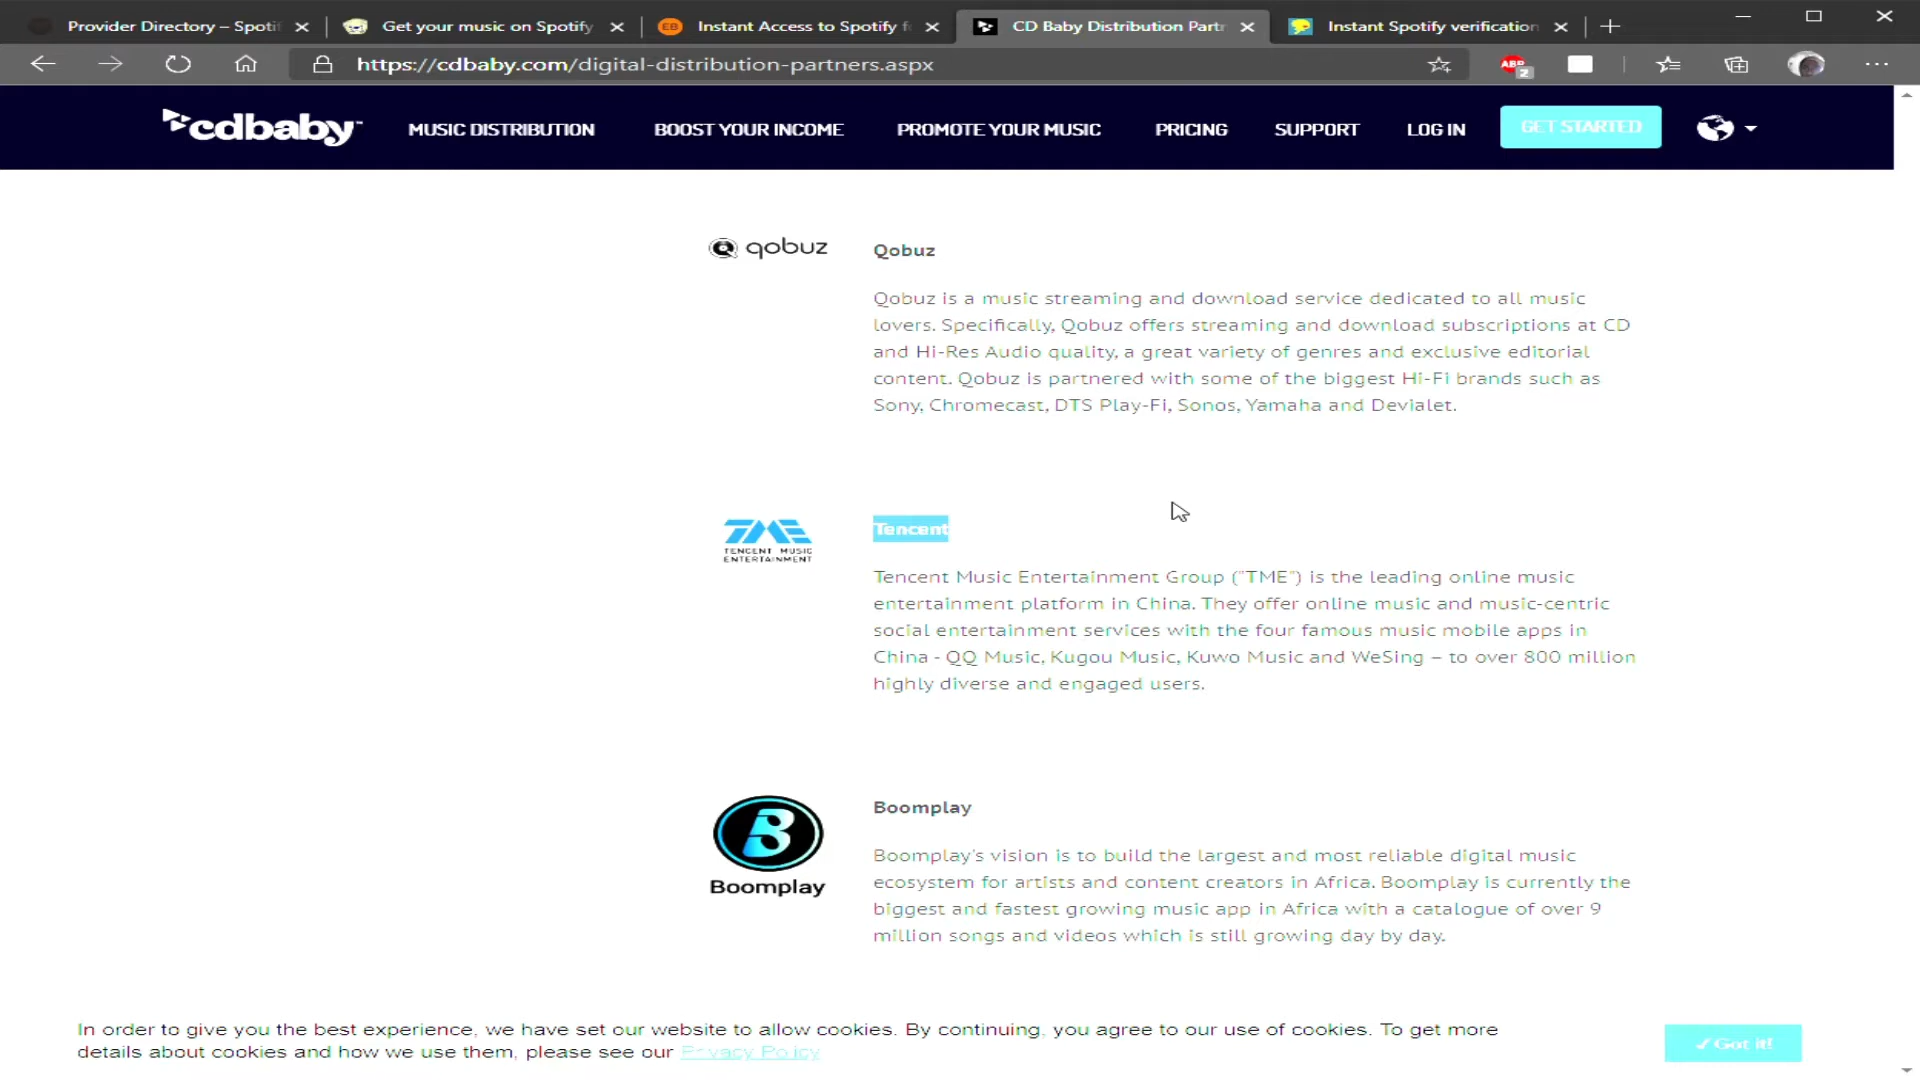 Provider Directory – Spoti
Get your music on Spotify
Instant Access to Spotify f
CD Baby Distribution Partn
Instant Spotify verification
https://cdbaby.com/digital-distribution-partners.aspx
ABP
2
cdbaby
MUSIC DISTRIBUTION
BOOST YOUR INCOME
PROMOTE YOUR MUSIC
PRICING
SUPPORT
LOG IN
GET STARTED
qobuz
Qobuz
Qobuz is a music streaming and download service dedicated to all music
lovers. Specifically, Qobuz offers streaming and download subscriptions at CD
and Hi-Res Audio quality, a great variety of genres and exclusive editorial
content. Qobuz is partnered with some of the biggest Hi-Fi brands such as
Sony, Chromecast, DTS Play-Fi, Sonos, Yamaha and Devialet.
TME
TENCENT MUSIC
ENTERTAINMENT
Tencent
Tencent Music Entertainment Group ("TME") is the leading online music
entertainment platform in China. They offer online music and music-centric
social entertainment services with the four famous music mobile apps in
China - QQ Music, Kugou Music, Kuwo Music and WeSing – to over 800 million
highly diverse and engaged users.
B
Boomplay
Boomplay
Boomplay's vision is to build the largest and most reliable digital music
ecosystem for artists and content creators in Africa. Boomplay is currently the
biggest and fastest growing music app in Africa with a catalogue of over 9
million songs and videos which is still growing day by day.
In order to give you the best experience, we have set our website to allow cookies. By continuing, you agree to our use of cookies. To get more
details about cookies and how we use them, please see our Privacy Policy
✓ Got it!